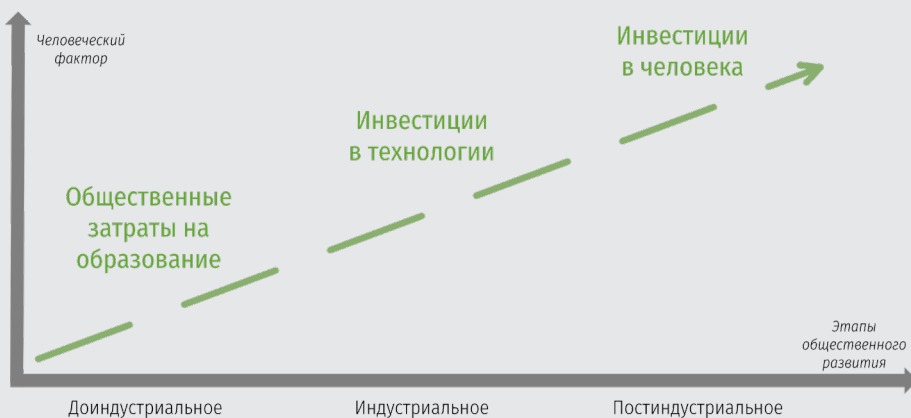 Человеческий
фактор
Инвестиции
в человека
Инвестиции
в технологии
Общественные
затраты на
образование
Этапы
общественного
развития
Доиндустриальное
Индустриальное
Постиндустриальное